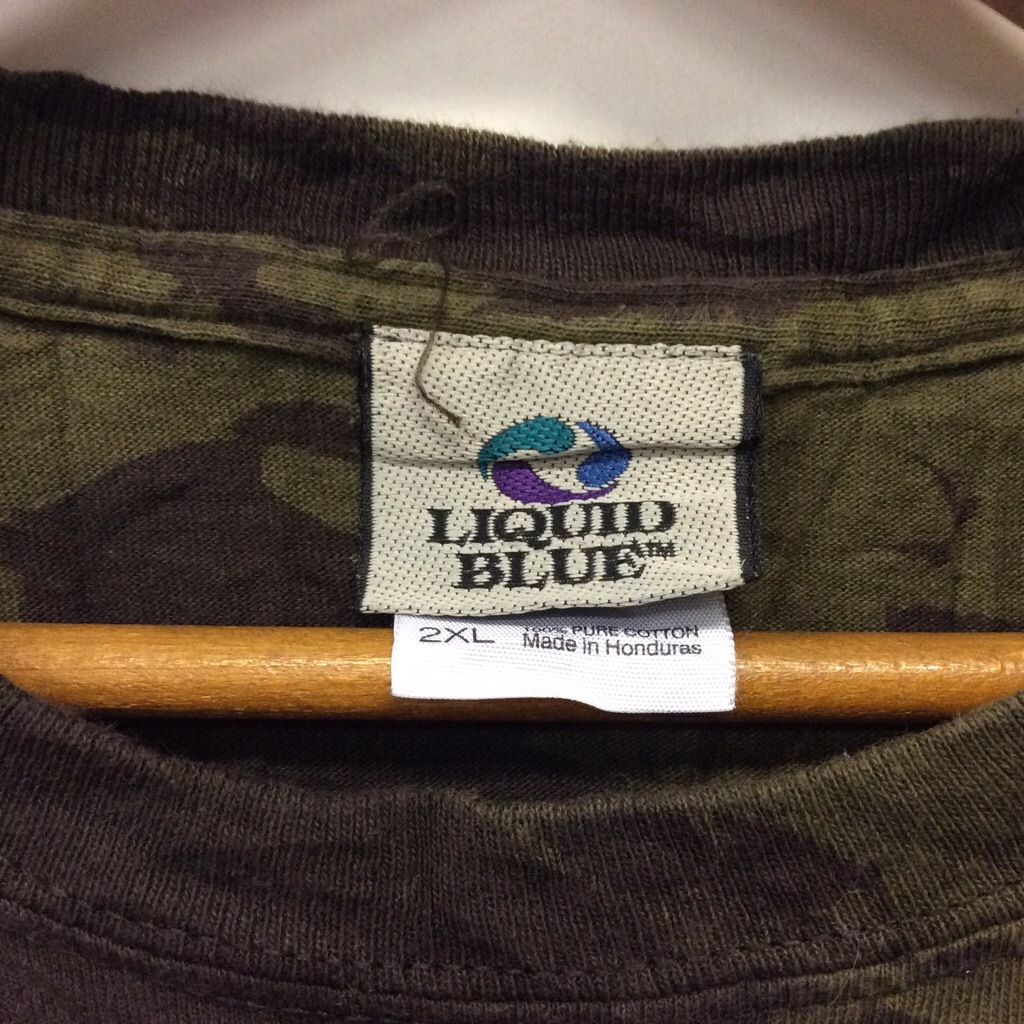 LIQUID
BLUE™
2XL
100% PURE COTTON
Made in Honduras